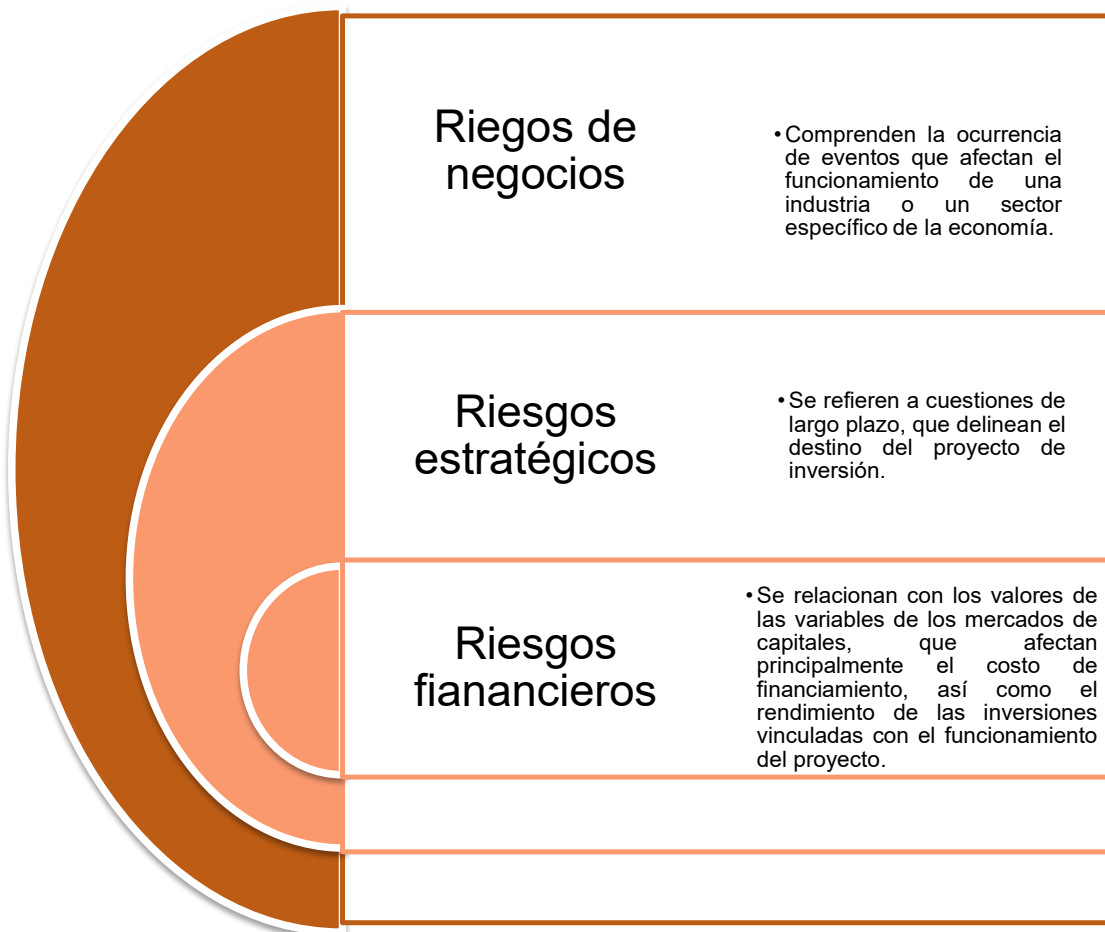 Riegos de
negocios
•Comprenden la ocurrencia
de eventos que afectan el
funcionamiento de una
industria o un sector
específico de la economía.
Riesgos
estratégicos
•Se refieren a cuestiones de
largo plazo, que delinean el
destino del proyecto de
inversión.
Riesgos
fianancieros
•Se relacionan con los valores de
las variables de los mercados de
capitales, que afectan
principalmente el costo de
financiamiento, así como el
rendimiento de las inversiones
vinculadas con el funcionamiento
del proyecto.